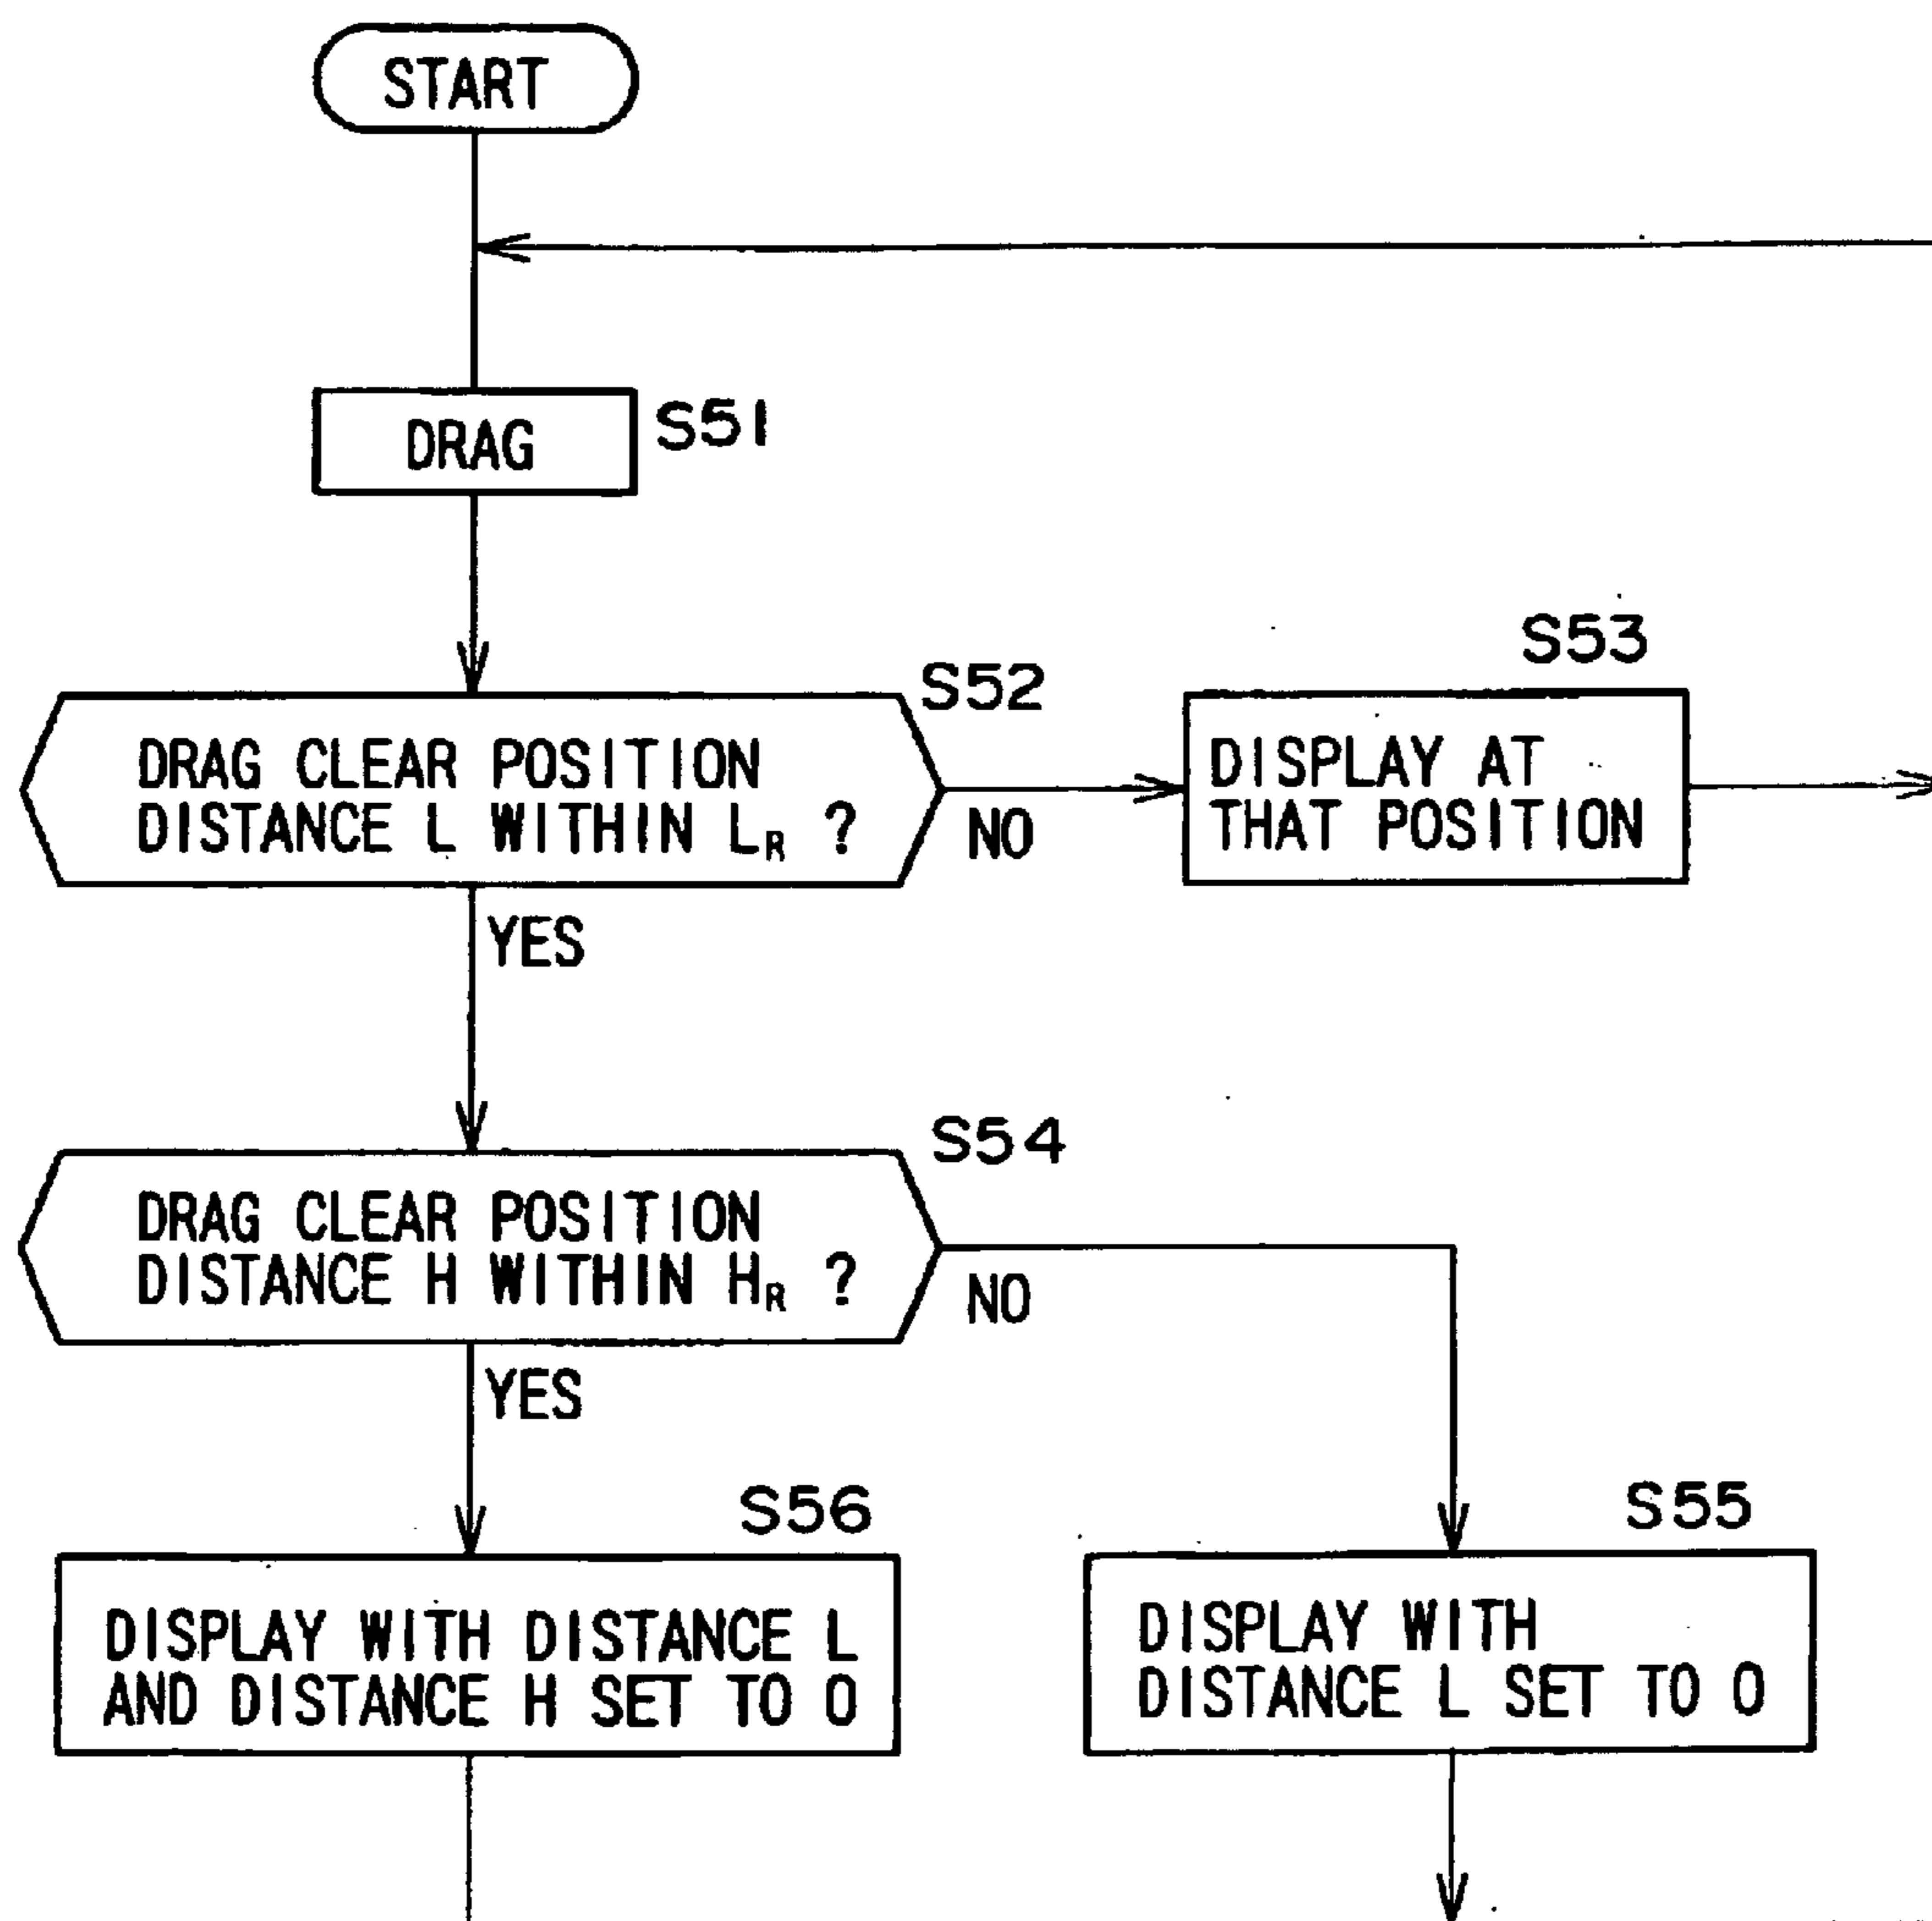 START
DRAG
S51
S52
DRAG CLEAR POSITION
DISTANCE L WITHIN LR ?
NO
YES
S53
DISPLAY AT
THAT POSITION
S54
DRAG CLEAR POSITION
DISTANCE H WITHIN HR ?
NO
YES
S56
DISPLAY WITH DISTANCE L
AND DISTANCE H SET TO 0
S55
DISPLAY WITH
DISTANCE L SET TO 0